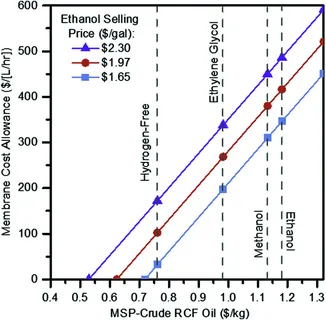 600
500
400
300
200
100
0
Membrane Cost Allowance ($/[L/hr])
Ethanol Selling
Price ($/gal):
$2.30
$1.97
$1.65
Hydrogen-Free
Ethylene Glycol
Methanol
Ethanol
0.4 0.5 0.6 0.7 0.8 0.9 1.0 1.1 1.2 1.3
MSP-Crude RCF Oil ($/kg)